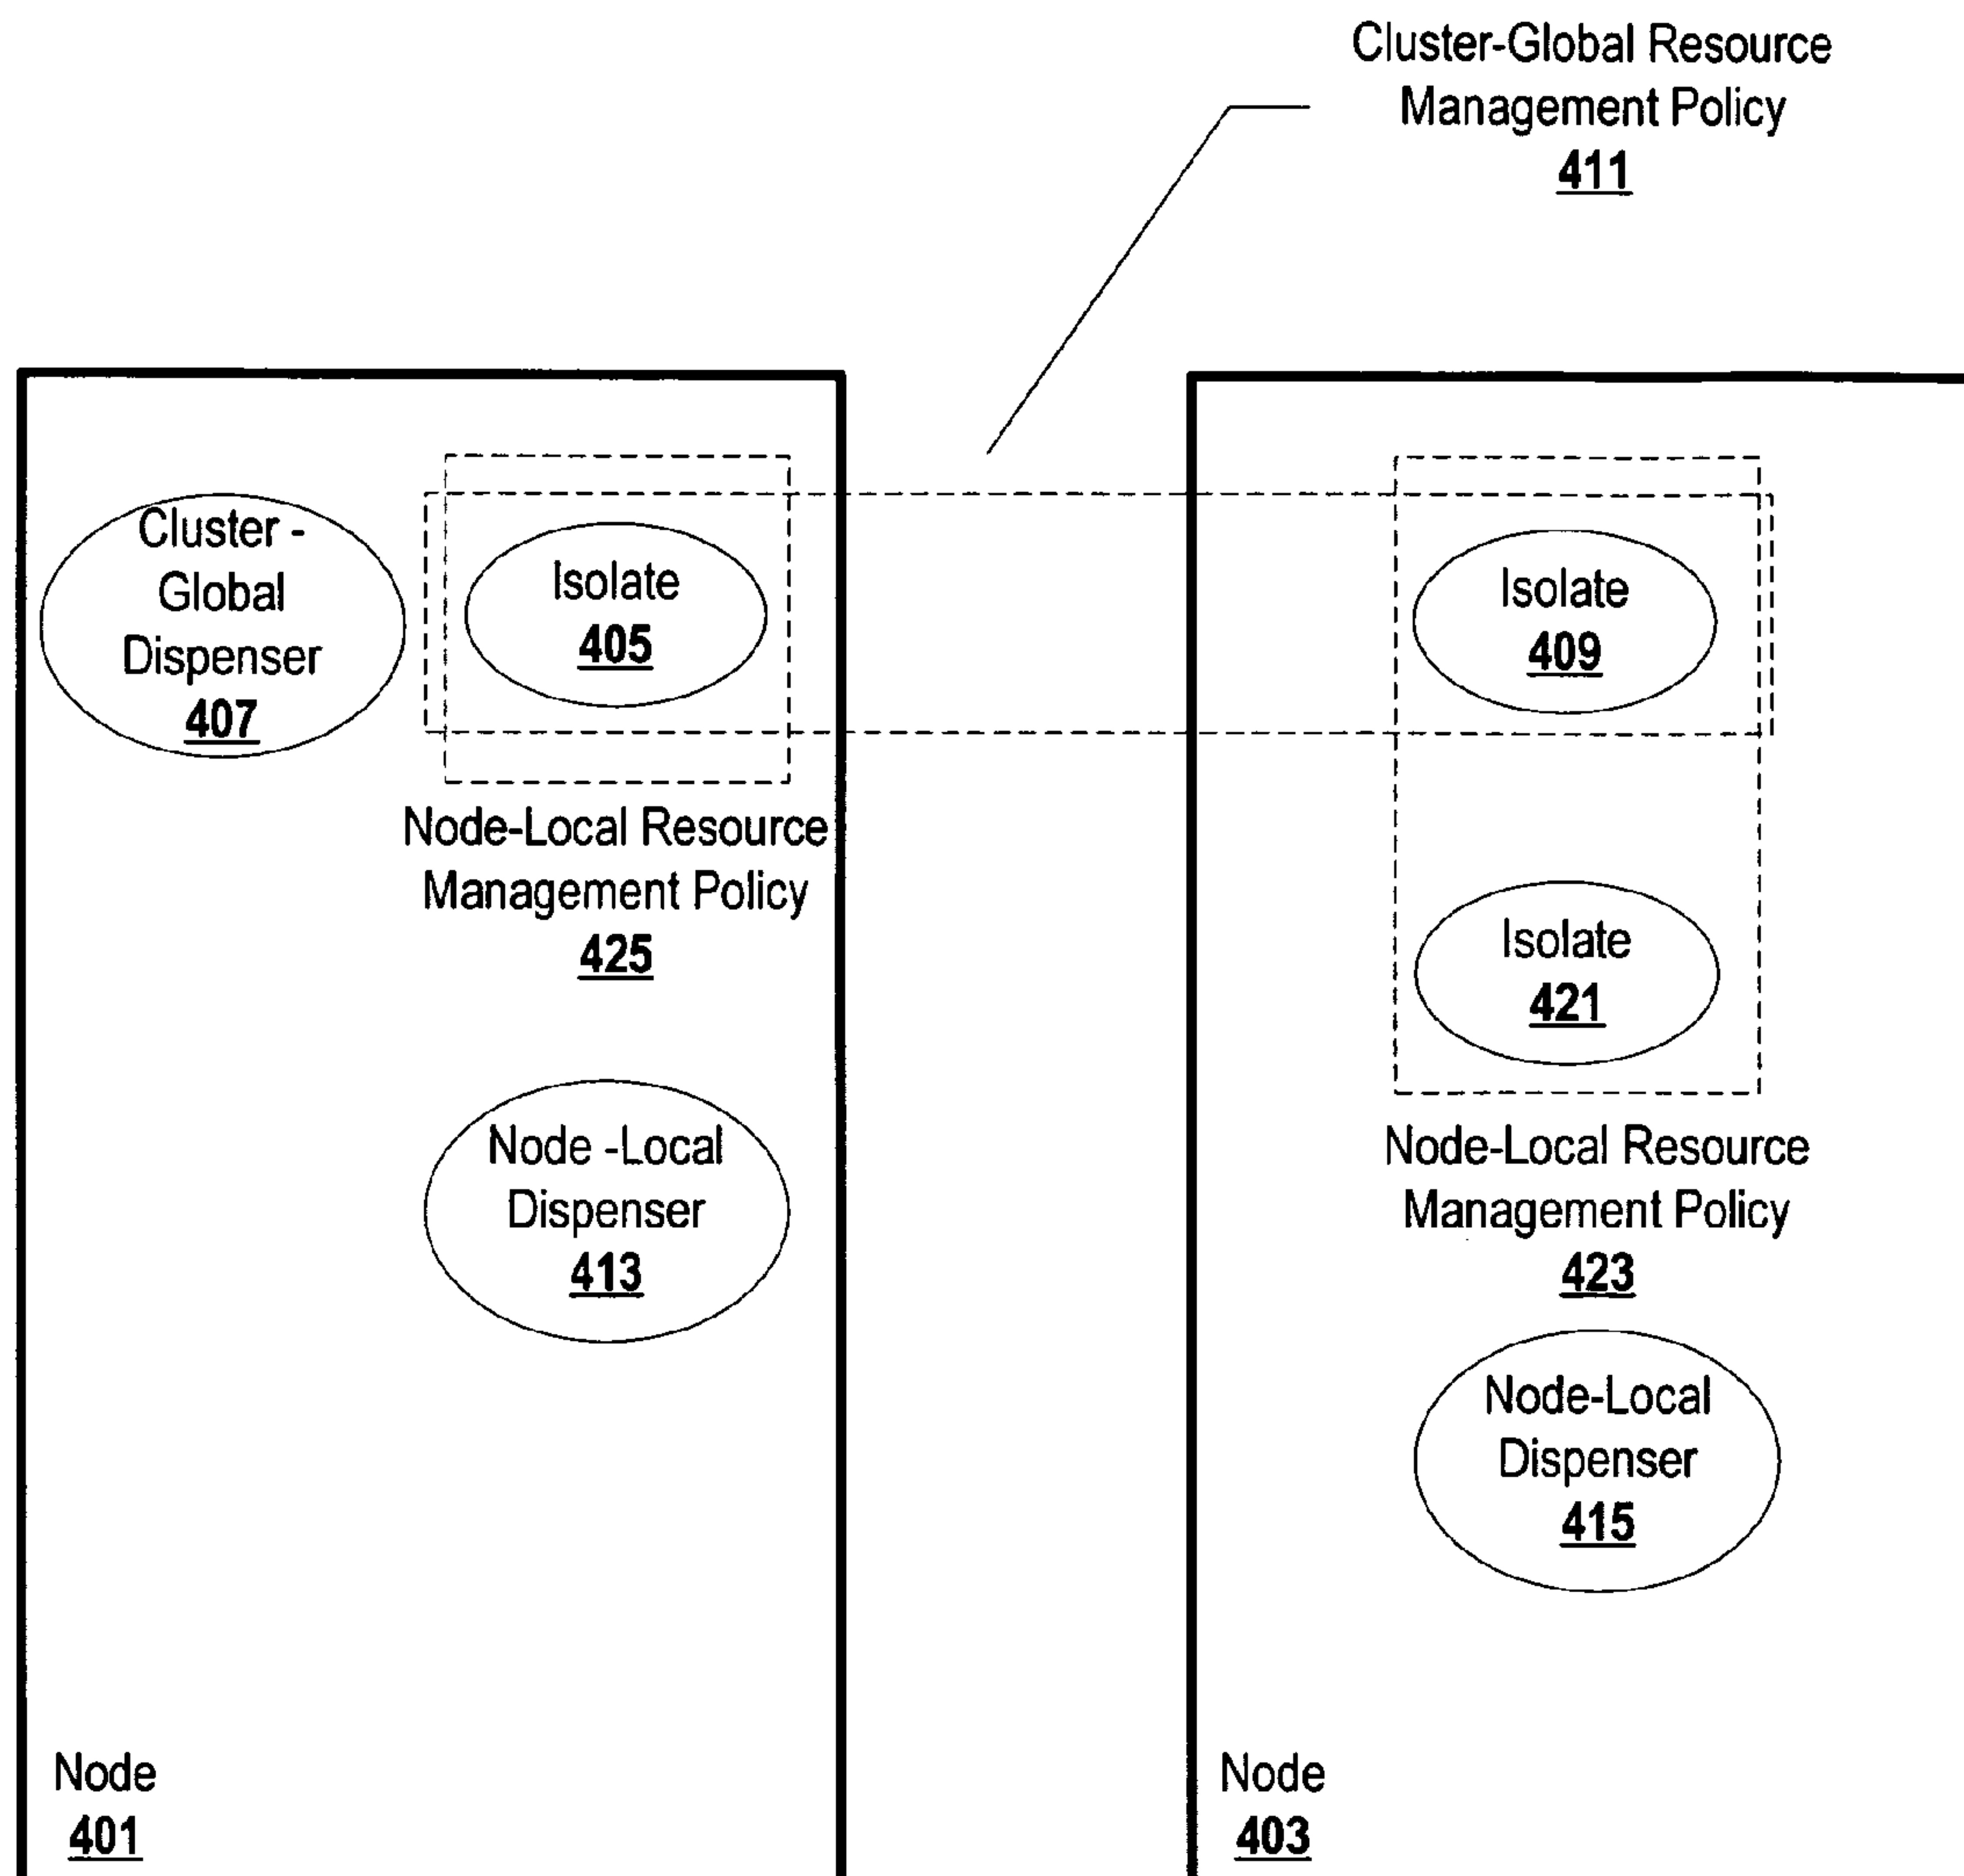 Cluster-Global Resource
Management Policy
411
Cluster -
Global
Dispenser
407
Isolate
405
Isolate
409
Node-Local Resource
Management Policy
425
Isolate
421
Node -Local
Dispenser
413
Node-Local Resource
Management Policy
423
Node-Local
Dispenser
415
Node
401
Node
403